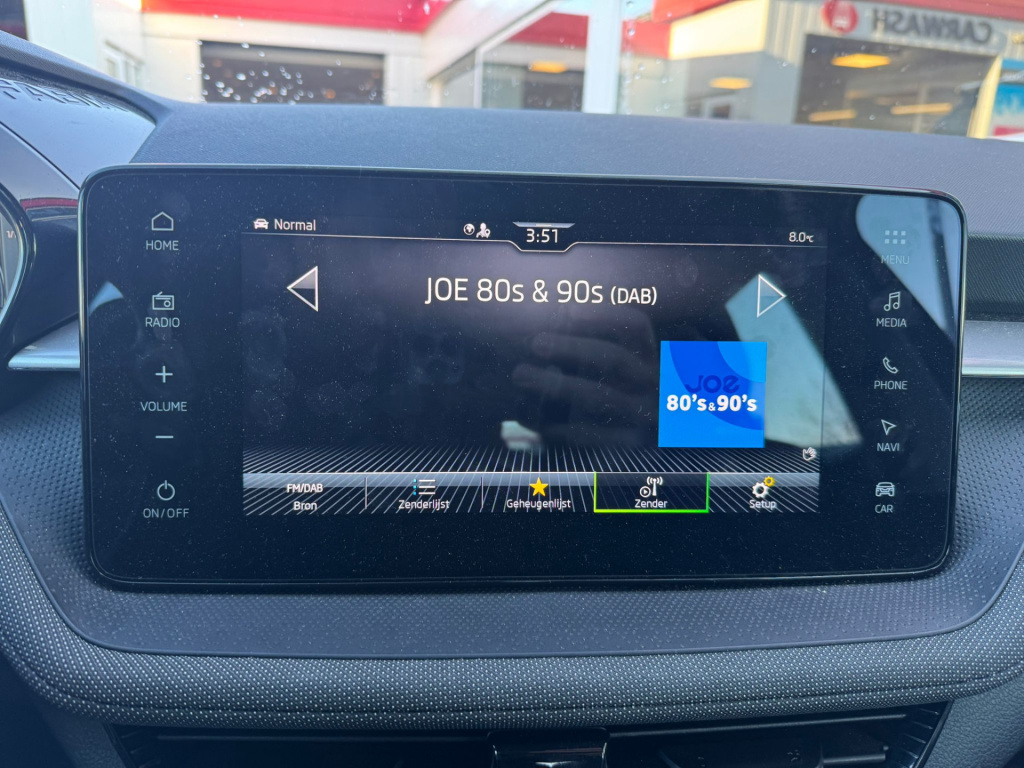 CARWASH
Normal
3:51
8.0°C
HOME
MENU
JOE 80s & 90s (DAB)
RADIO
MEDIA
VOLUME
PHONE
joe
80's & 90's
NAVI
ON/OFF
CAR
FM/DAB
Bron
Zenderlijst
Geheugenlijst
Zender
Setup